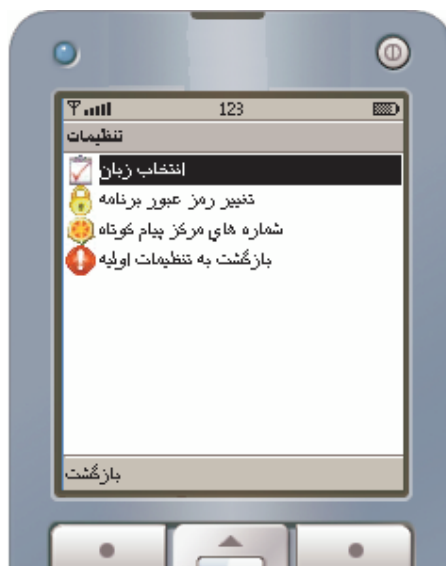 123
تنظیمات
انتخاب زبان
تغییر رمز عبور برنامه
شماره های مرکز پیام کوتاه
بازگشت به تنظیمات اولیه
بازگشت